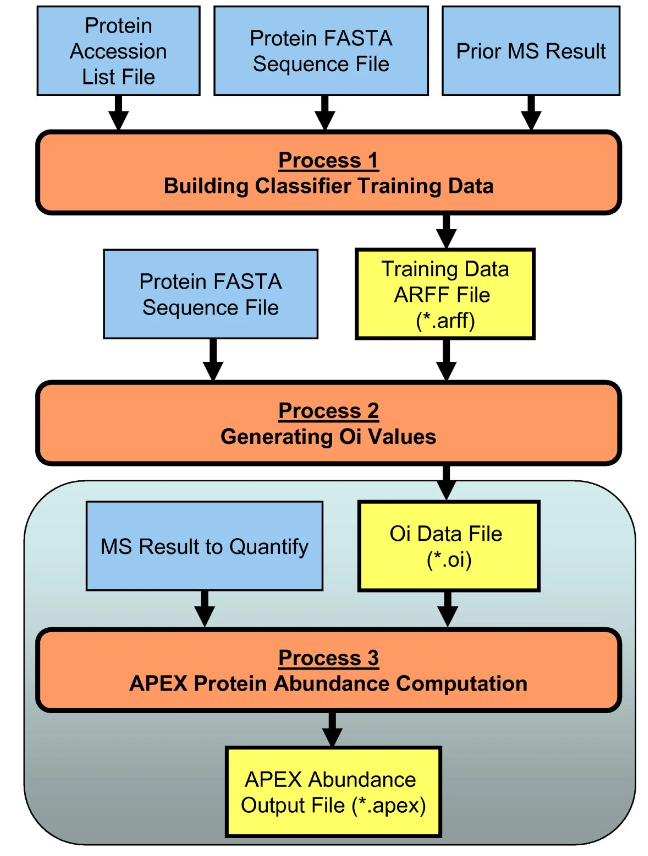 Protein
Accession
List File
Protein FASTA
Sequence File
Prior MS Result
Process 1
Building Classifier Training Data
Protein FASTA
Sequence File
Training Data
ARFF File
(*.arff)
Process 2
Generating Oi Values
MS Result to Quantify
Oi Data File
(*.oi)
Process 3
APEX Protein Abundance Computation
APEX Abundance
Output File (*.apex)